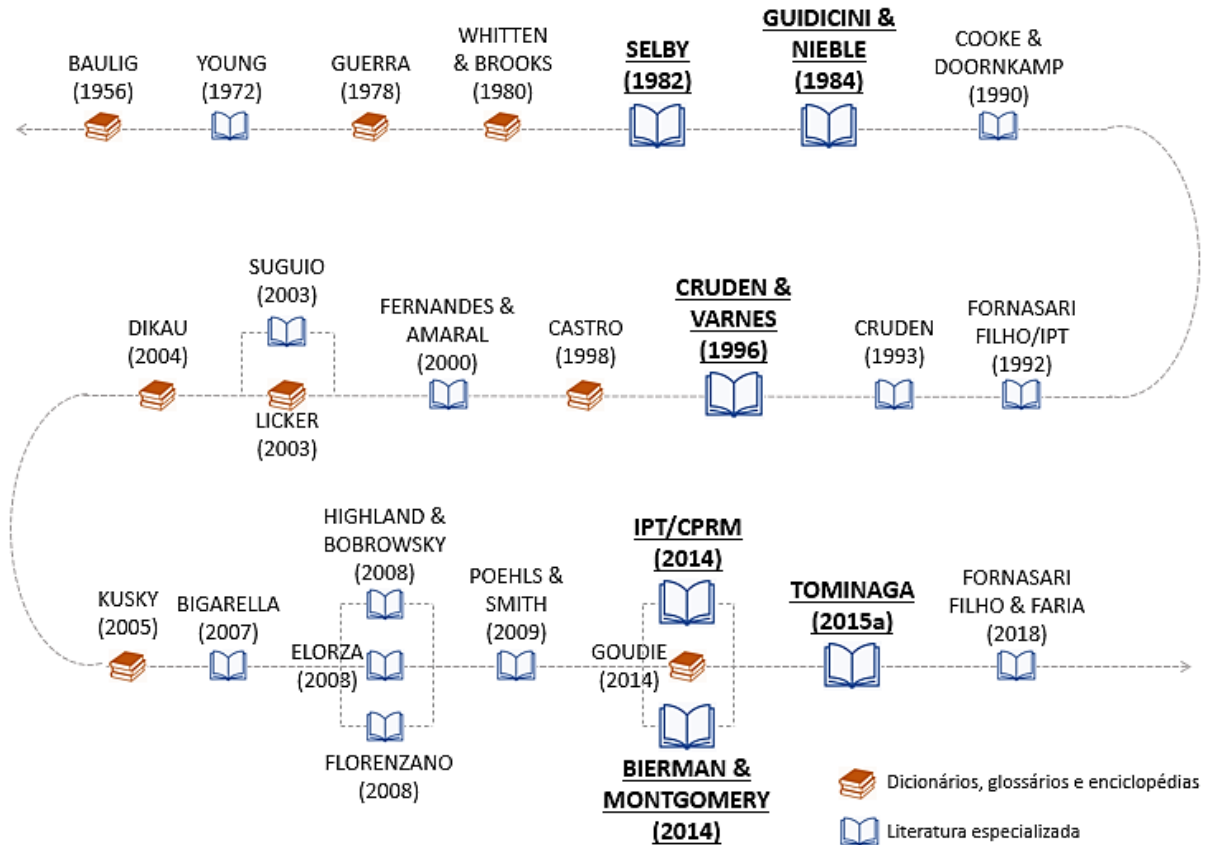 BAULIG
(1956)
YOUNG
(1972)
GUERRA
(1978)
WHITTEN
& BROOKS
(1980)
SELBY
(1982)
GUIDICINI &
NIEBLE
(1984)
COOKE &
DOORNKAMP
(1990)
DIKAU
(2004)
SUGUIO
(2003)
LICKER
(2003)
FERNANDES &
AMARAL
(2000)
CASTRO
(1998)
CRUDEN &
VARNES
(1996)
CRUDEN
(1993)
FORNASARI
FILHO/IPT
(1992)
KUSKY
(2005)
BIGARELLA
(2007)
HIGHLAND &
BOBROWSKY
(2008)
ELORZA
(2008)
FLORENZANO
(2008)
POEHLS &
SMITH
(2009)
IPT/CPRM
(2014)
GOUDIE
(2014)
BIERMAN &
MONTGOMERY
(2014)
TOMINAGA
(2015a)
FORNASARI
FILHO & FARIA
(2018)
Dicionários, glossários e enciclopédias
Literatura especializada